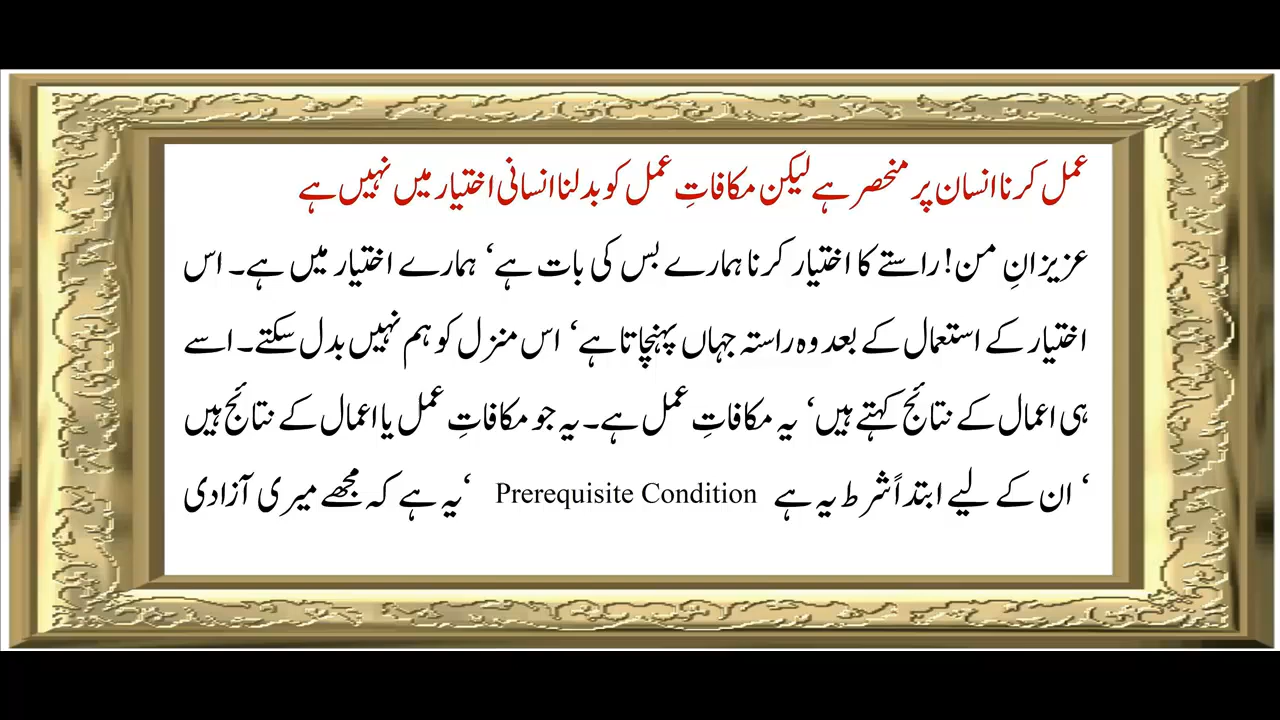 عمل کرنا انسان پر منحصر ہے لیکن مکافاتِ عمل کو بدلنا انسانی اختیار میں نہیں ہے
عزیزانِ من! راستے کا اختیار کرنا ہمارے بس کی بات ہے‘ ہمارے اختیار میں ہے۔ اس
اختیار کے استعمال کے بعد وہ راستہ جہاں پہنچاتا ہے‘ اس منزل کو ہم نہیں بدل سکتے۔ اسے
ہی اعمال کے نتائج کہتے ہیں‘ یہ مکافاتِ عمل ہے۔ یہ جو مکافاتِ عمل یا اعمال کے نتائج ہیں
‘ ان کے لیے ابتداً شرط یہ ہے Prerequisite Condition ‘یہ ہے کہ مجھے میری آزادی